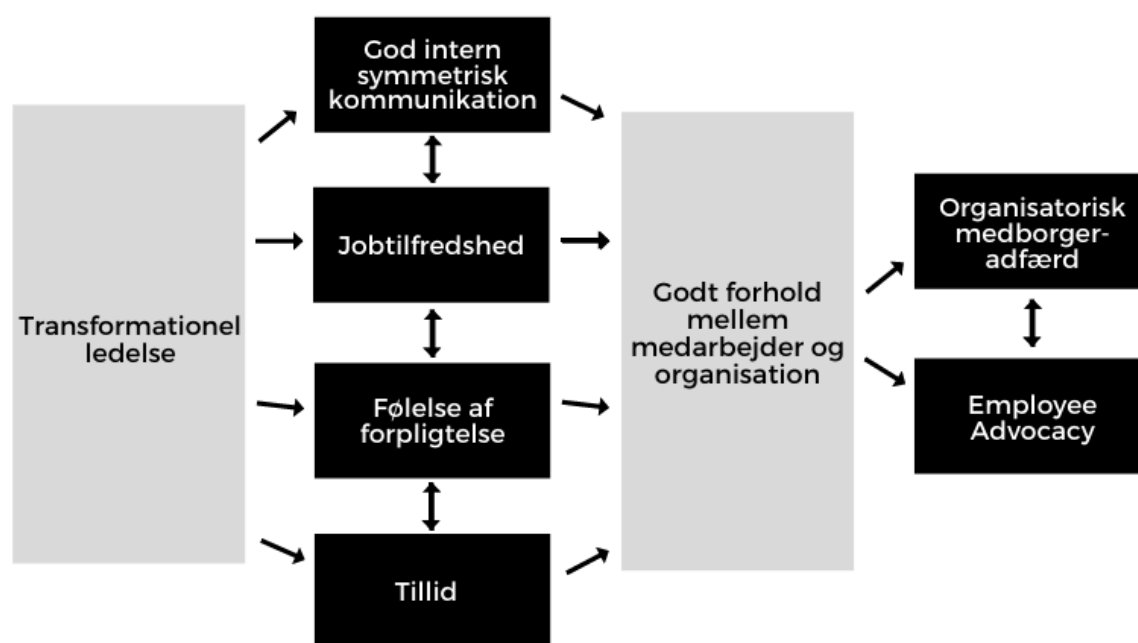 Transformationel
ledelse
God intern
symmetrisk
kommunikation
Jobtilfredshed
Følelse af
forpligtelse
Tillid
Godt forhold
mellem
medarbejder og
organisation
Organisatorisk
medborger-
adfærd
Employee
Advocacy